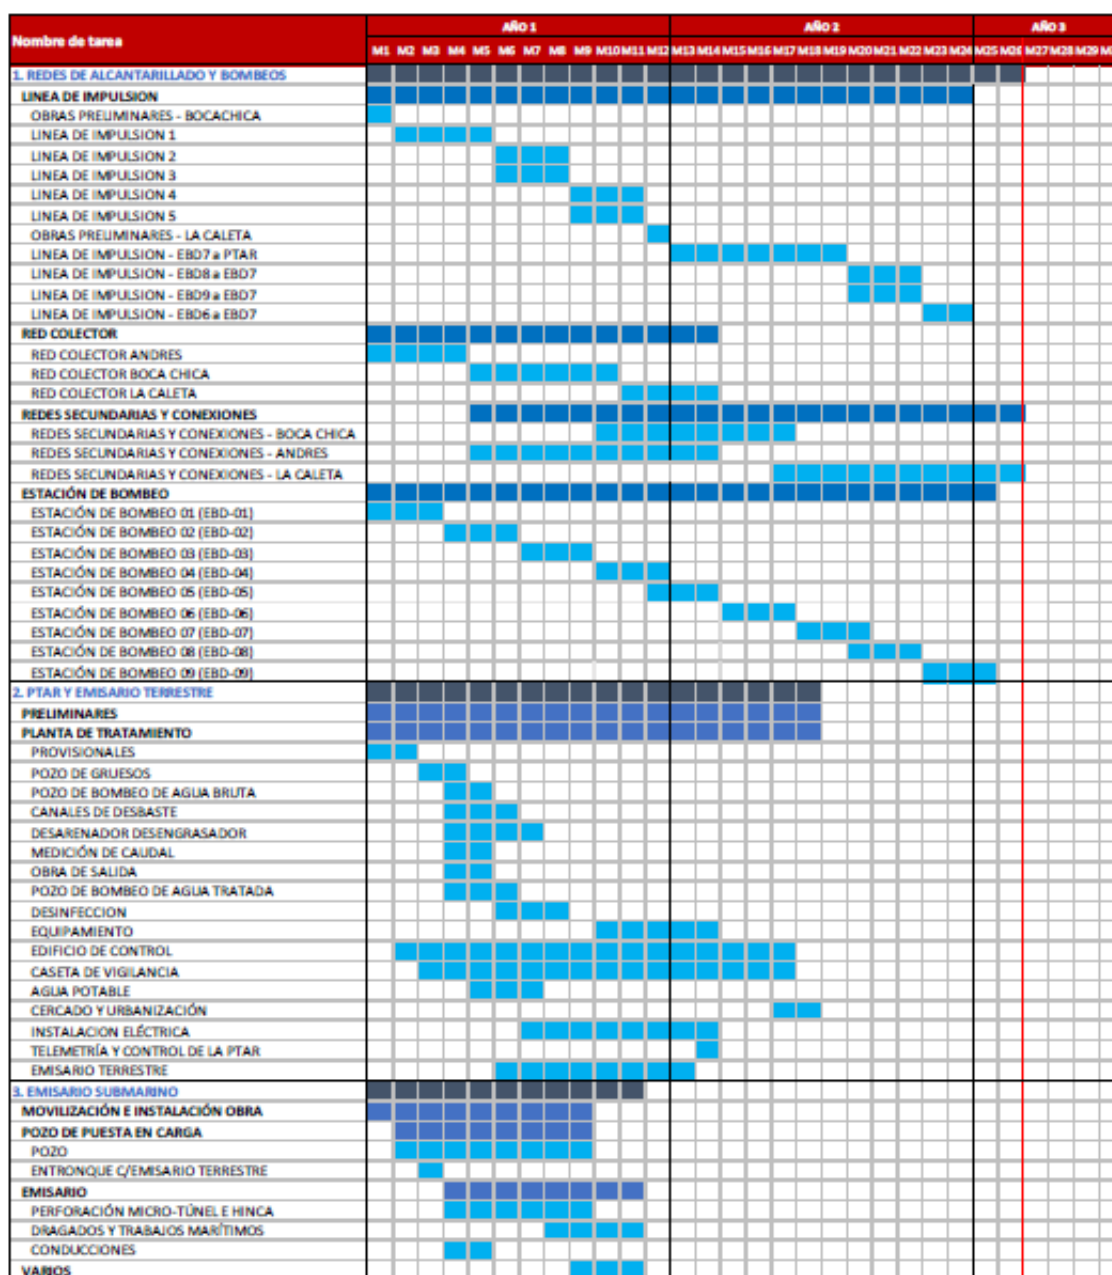 Nombre de tarea
AÑO 1 AÑO 2 AÑO 3
M1 M2 M3 M4 M5 M6 M7 M8 M9 M10 M11 M12 M13 M14 M15 M16 M17 M18 M19 M20 M21 M22 M23 M24 M25 M26 M27 M28 M29
1. REDES DE ALCANTARILLADO Y BOMBEOS
LINEA DE IMPULSION
OBRAS PRELIMINARES - BOCACHICA
LINEA DE IMPULSION 1
LINEA DE IMPULSION 2
LINEA DE IMPULSION 3
LINEA DE IMPULSION 4
LINEA DE IMPULSION 5
OBRAS PRELIMINARES - LA CALETA
LINEA DE IMPULSION - EBD7 a PTAR
LINEA DE IMPULSION - EBD8 a EBD7
LINEA DE IMPULSION - EBD9 a EBD7
LINEA DE IMPULSION - EBD6 a EBD7
RED COLECTOR
RED COLECTOR ANDRES
RED COLECTOR BOCA CHICA
RED COLECTOR LA CALETA
REDES SECUNDARIAS Y CONEXIONES
REDES SECUNDARIAS Y CONEXIONES - BOCA CHICA
REDES SECUNDARIAS Y CONEXIONES - ANDRES
REDES SECUNDARIAS Y CONEXIONES - LA CALETA
ESTACIÓN DE BOMBEO
ESTACIÓN DE BOMBEO 01 (EBD-01)
ESTACIÓN DE BOMBEO 02 (EBD-02)
ESTACIÓN DE BOMBEO 03 (EBD-03)
ESTACIÓN DE BOMBEO 04 (EBD-04)
ESTACIÓN DE BOMBEO 05 (EBD-05)
ESTACIÓN DE BOMBEO 06 (EBD-06)
ESTACIÓN DE BOMBEO 07 (EBD-07)
ESTACIÓN DE BOMBEO 08 (EBD-08)
ESTACIÓN DE BOMBEO 09 (EBD-09)
2. PTAR Y EMISARIO TERRESTRE
PRELIMINARES
PLANTA DE TRATAMIENTO
PROVISIONALES
POZO DE GRUESOS
POZO DE BOMBEO DE AGUA BRUTA
CANALES DE DESBASTE
DESARENADOR DESENGRASADOR
MEDICIÓN DE CAUDAL
OBRA DE SALIDA
POZO DE BOMBEO DE AGUA TRATADA
DESINFECCION
EQUIPAMIENTO
EDIFICIO DE CONTROL
CASETA DE VIGILANCIA
AGUA POTABLE
CERCADO Y URBANIZACIÓN
INSTALACION ELÉCTRICA
TELEMETRÍA Y CONTROL DE LA PTAR
EMISARIO TERRESTRE
3. EMISARIO SUBMARINO
MOVILIZACIÓN E INSTALACIÓN OBRA
POZO DE PUESTA EN CARGA
POZO
ENTRONQUE C/EMISARIO TERRESTRE
EMISARIO
PERFORACIÓN MICRO-TÚNEL E HINCA
DRAGADOS Y TRABAJOS MARÍTIMOS
CONDUCCIONES
VARIOS